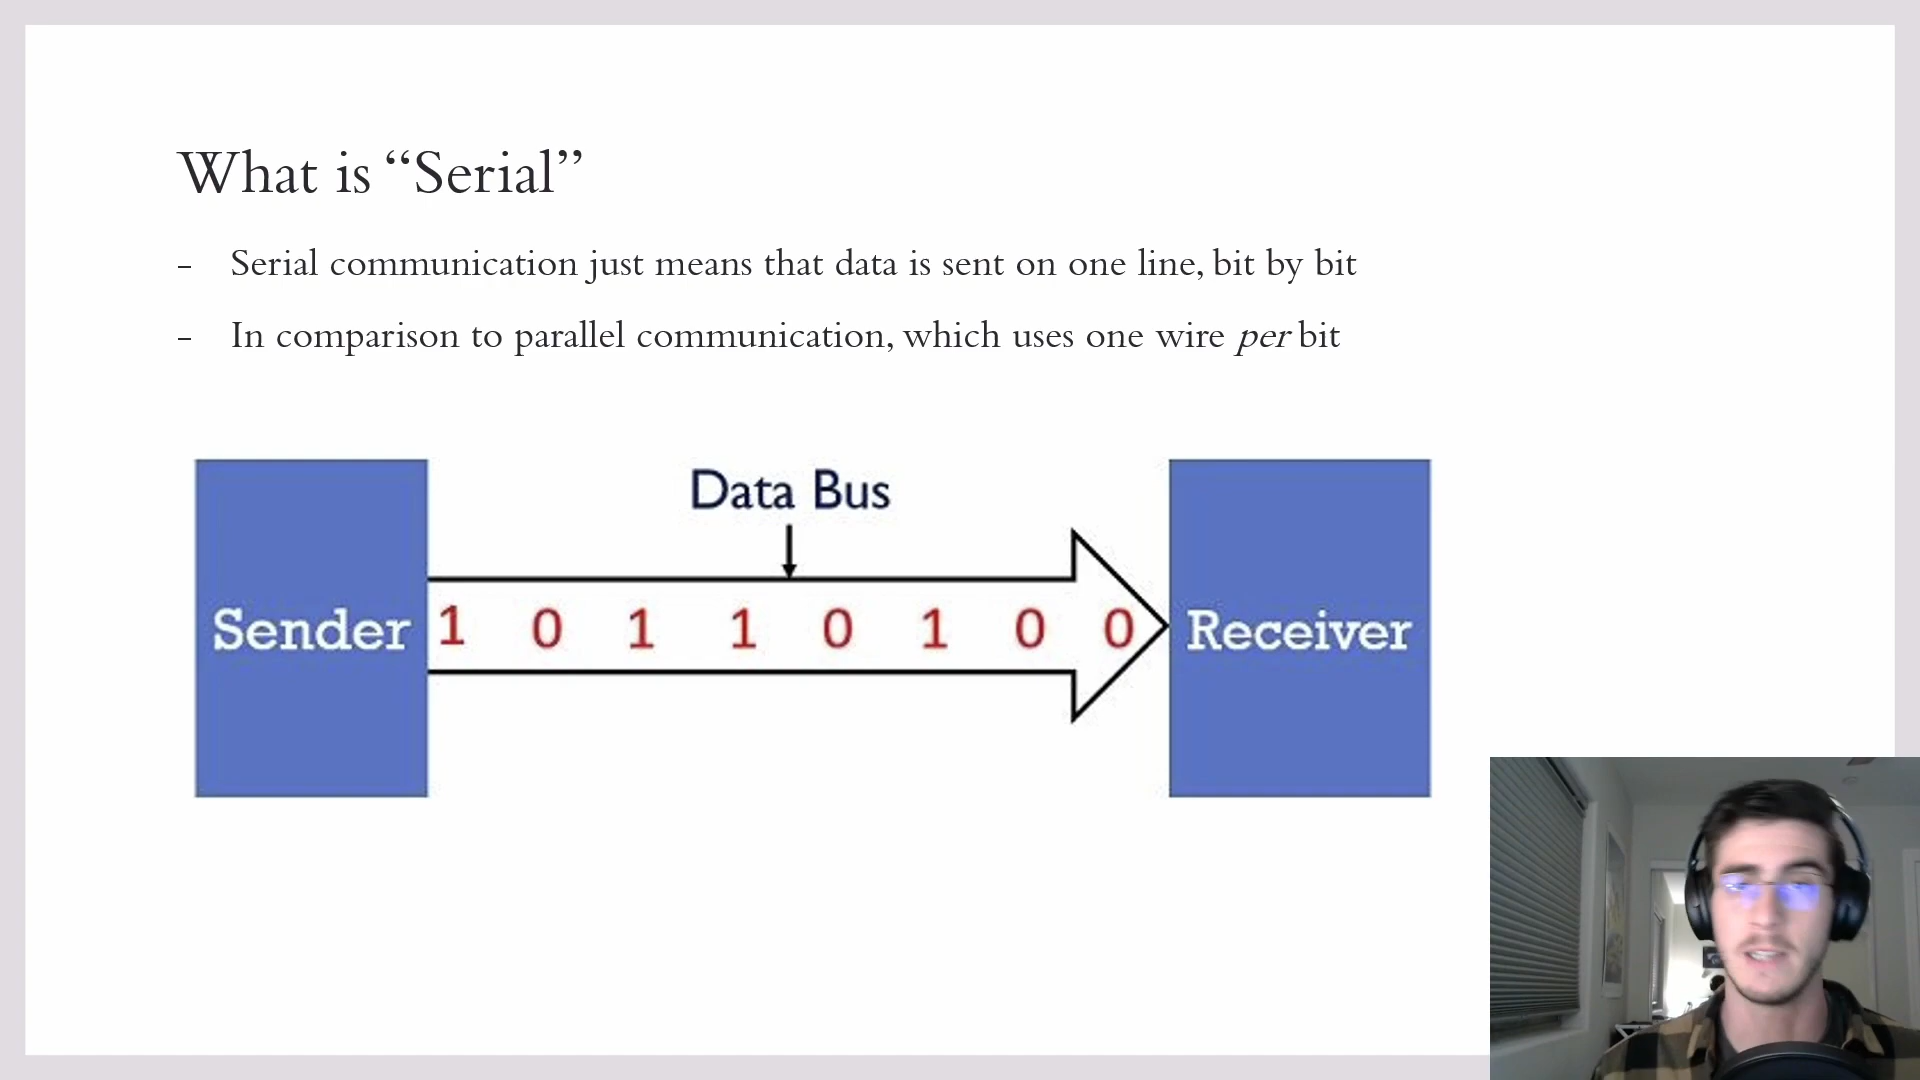 What is “Serial”
- Serial communication just means that data is sent on one line, bit by bit
- In comparison to parallel communication, which uses one wire per bit
Data Bus
Sender 1 0 1 1 0 1 0 0 Receiver